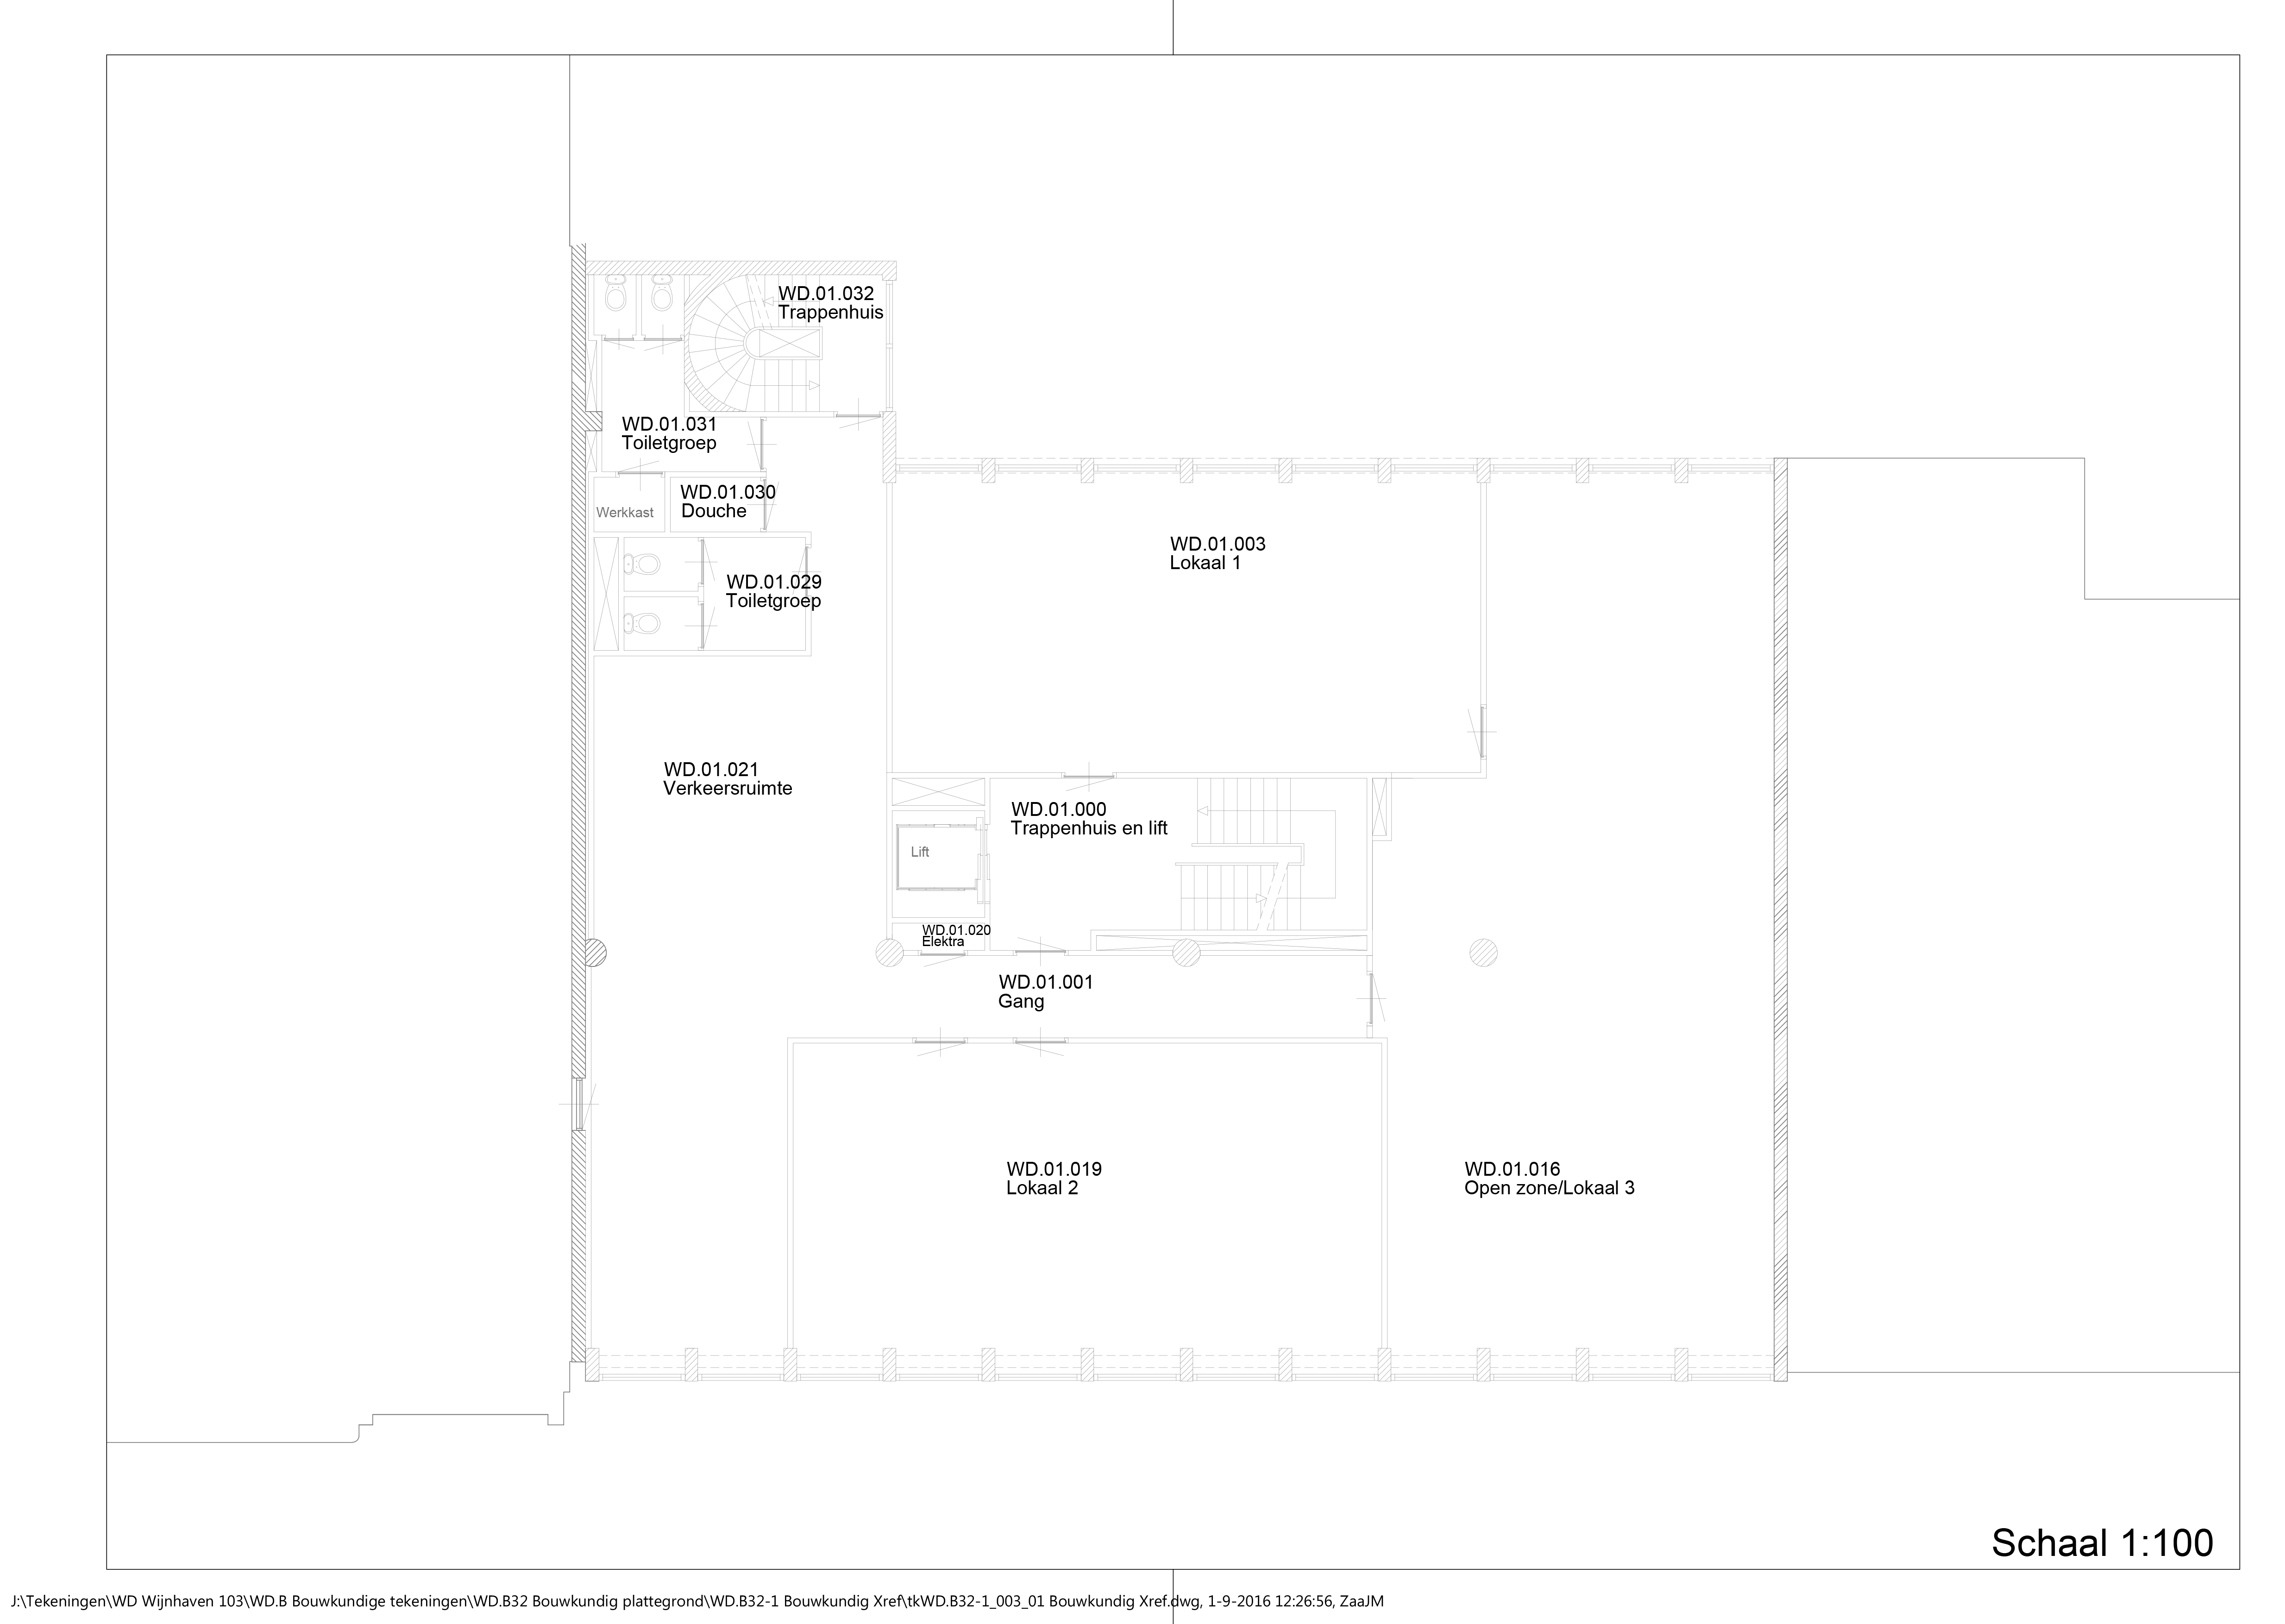 WD.01.032
Trappenhuis
WD.01.031
Toiletgroep
WD.01.030
Douche
Werkkast
WD.01.003
Lokaal 1
WD.01.029
Toiletgroep
WD.01.021
Verkeersruimte
WD.01.000
Trappenhuis en lift
Lift
WD.01.020
Elektra
WD.01.001
Gang
WD.01.019
Lokaal 2
WD.01.016
Open zone/Lokaal 3
Schaal 1:100
J:\Tekeningen\WD Wijnhaven 103\WD.B Bouwkundige tekeningen\WD.B32 Bouwkundig plattegrond\WD.B32-1 Bouwkundig Xref\tkWD.B32-1_003_01 Bouwkundig Xref.dwg, 1-9-2016 12:26:56, ZaaJM